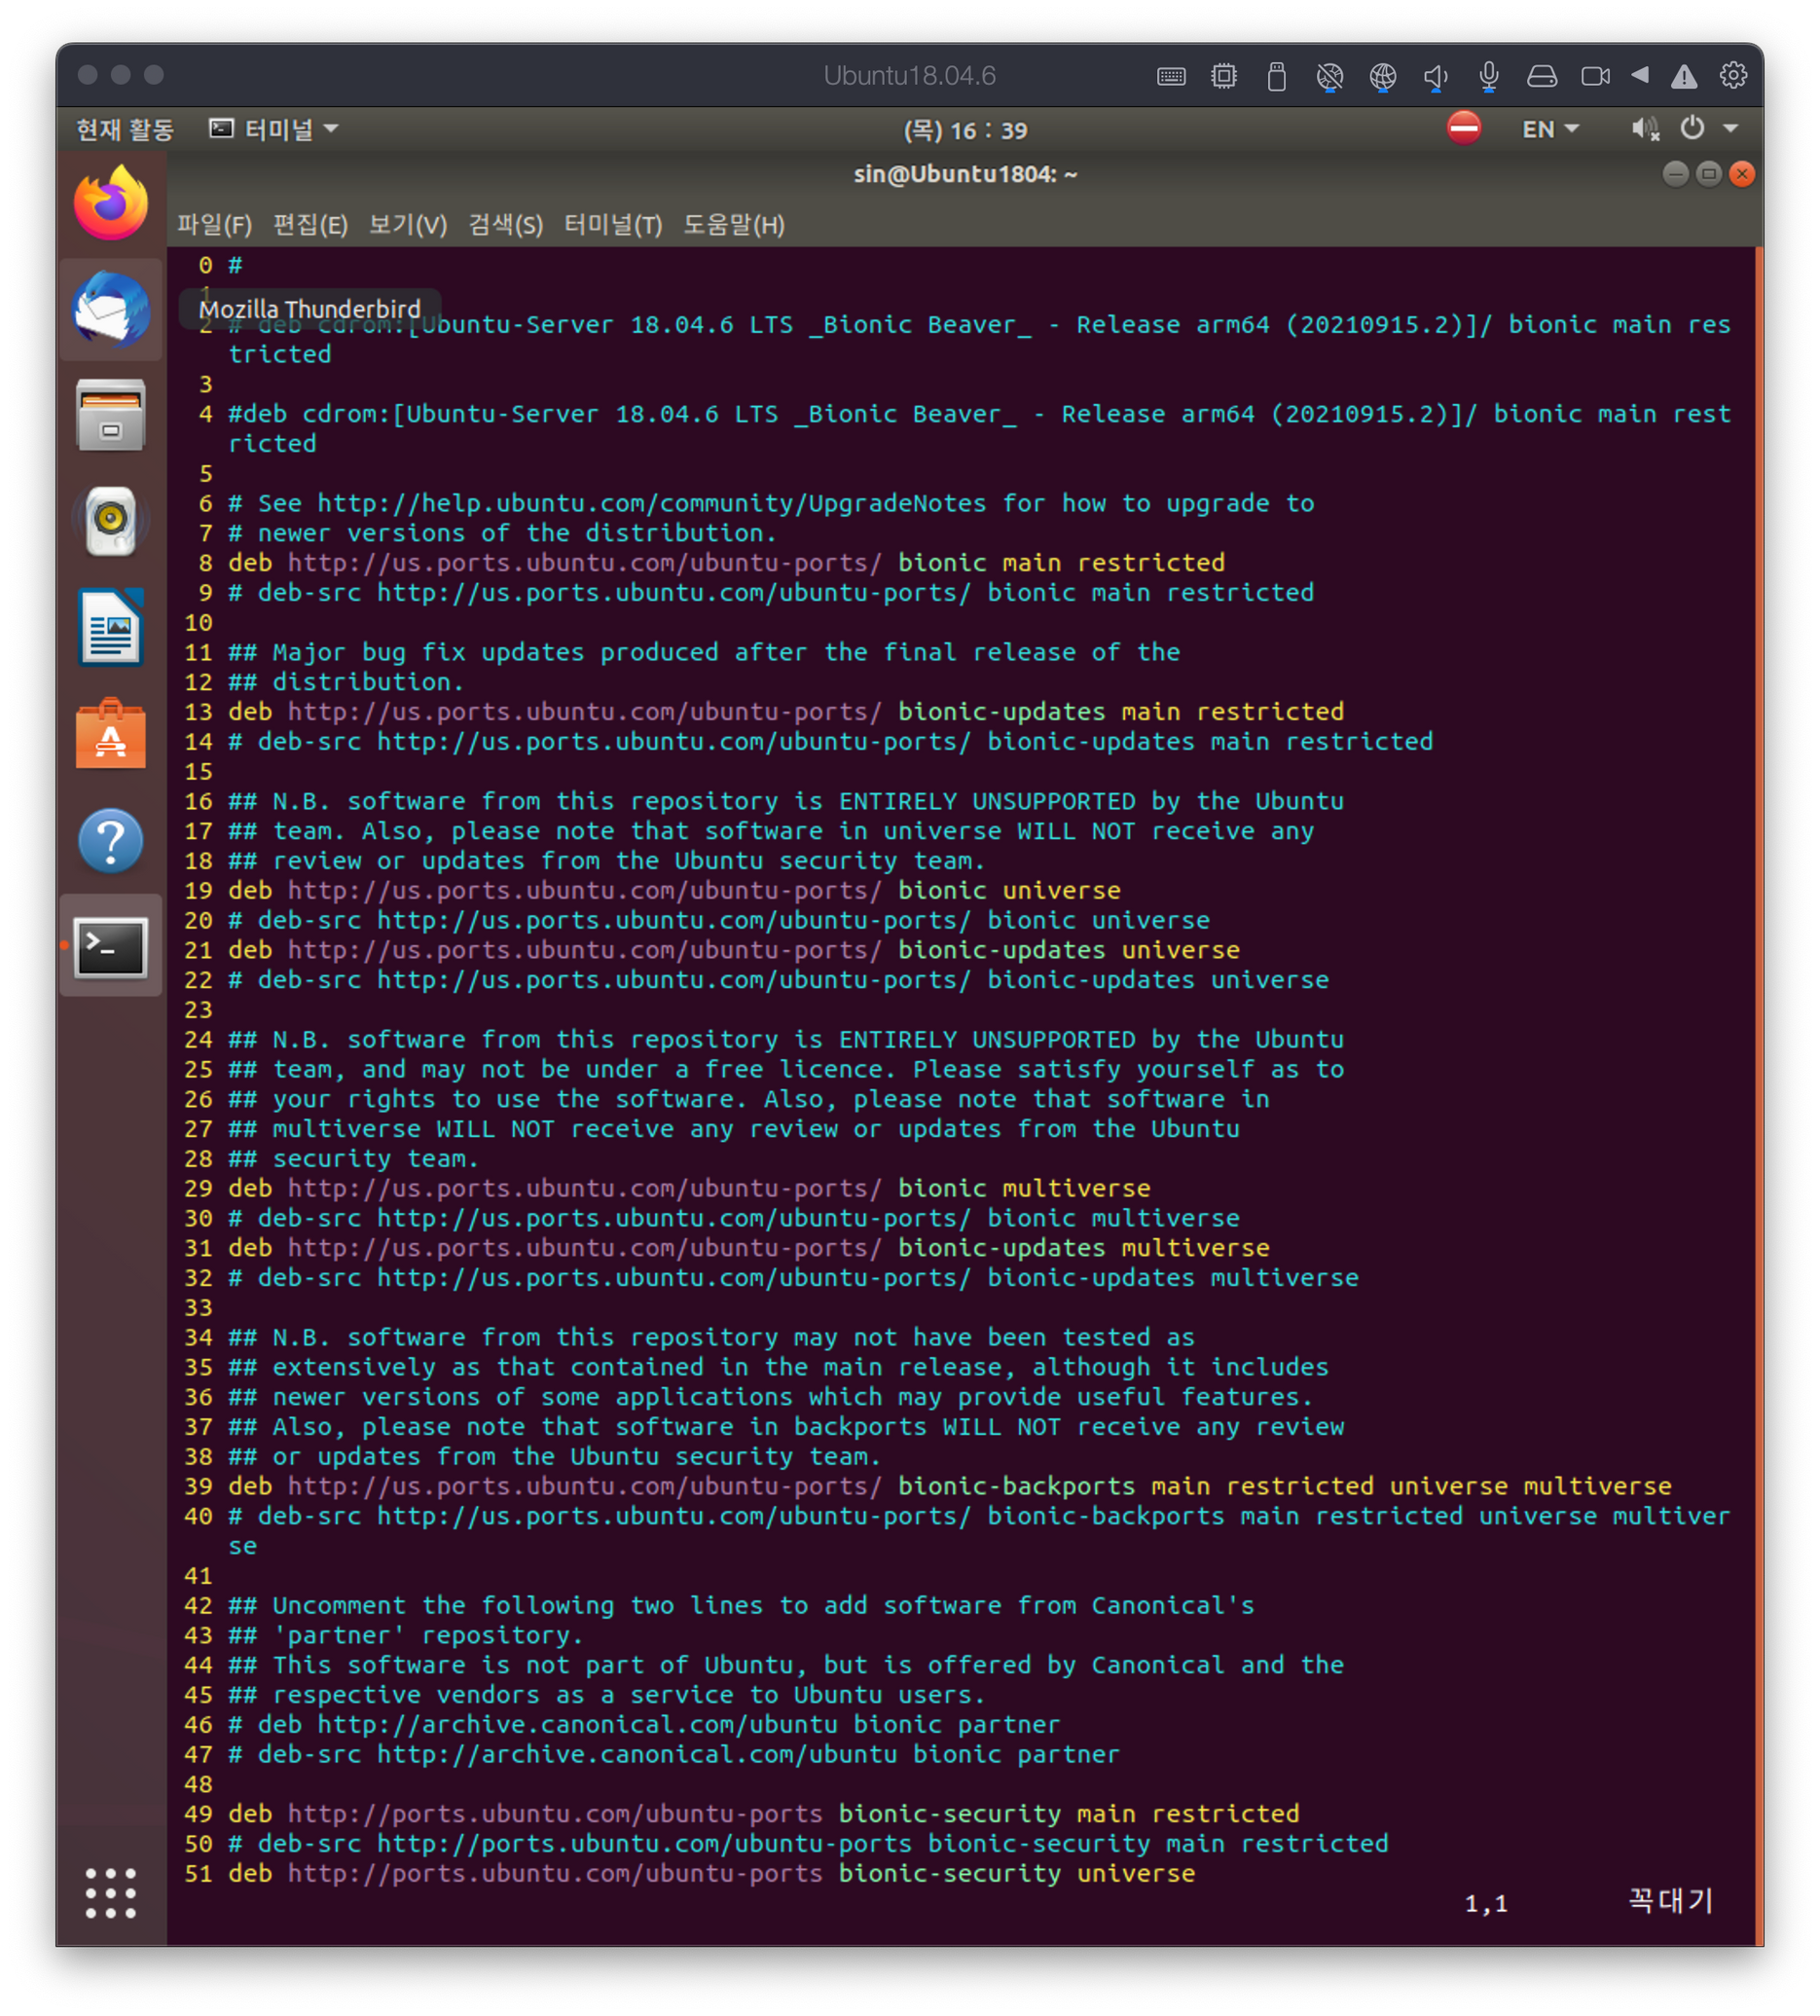 Ubuntu18.04.6
현재 활동 터미널 (목) 16 : 39 EN
sin@Ubuntu1804: ~
파일(F) 편집(E) 보기(V) 검색(S) 터미널(T) 도움말(H)
0 #
1
Mozilla Thunderbird
2 # deb cdrom:[Ubuntu-Server 18.04.6 LTS _Bionic Beaver_ - Release arm64 (20210915.2)]/ bionic main res
tricted
3
4 #deb cdrom:[Ubuntu-Server 18.04.6 LTS _Bionic Beaver_ - Release arm64 (20210915.2)]/ bionic main rest
ricted
5
6 # See http://help.ubuntu.com/community/UpgradeNotes for how to upgrade to
7 # newer versions of the distribution.
8 deb http://us.ports.ubuntu.com/ubuntu-ports/ bionic main restricted
9 # deb-src http://us.ports.ubuntu.com/ubuntu-ports/ bionic main restricted
10
11 ## Major bug fix updates produced after the final release of the
12 ## distribution.
13 deb http://us.ports.ubuntu.com/ubuntu-ports/ bionic-updates main restricted
14 # deb-src http://us.ports.ubuntu.com/ubuntu-ports/ bionic-updates main restricted
15
16 ## N.B. software from this repository is ENTIRELY UNSUPPORTED by the Ubuntu
17 ## team. Also, please note that software in universe WILL NOT receive any
18 ## review or updates from the Ubuntu security team.
19 deb http://us.ports.ubuntu.com/ubuntu-ports/ bionic universe
20 # deb-src http://us.ports.ubuntu.com/ubuntu-ports/ bionic universe
21 deb http://us.ports.ubuntu.com/ubuntu-ports/ bionic-updates universe
22 # deb-src http://us.ports.ubuntu.com/ubuntu-ports/ bionic-updates universe
23
24 ## N.B. software from this repository is ENTIRELY UNSUPPORTED by the Ubuntu
25 ## team, and may not be under a free licence. Please satisfy yourself as to
26 ## your rights to use the software. Also, please note that software in
27 ## multiverse WILL NOT receive any review or updates from the Ubuntu
28 ## security team.
29 deb http://us.ports.ubuntu.com/ubuntu-ports/ bionic multiverse
30 # deb-src http://us.ports.ubuntu.com/ubuntu-ports/ bionic multiverse
31 deb http://us.ports.ubuntu.com/ubuntu-ports/ bionic-updates multiverse
32 # deb-src http://us.ports.ubuntu.com/ubuntu-ports/ bionic-updates multiverse
33
34 ## N.B. software from this repository may not have been tested as
35 ## extensively as that contained in the main release, although it includes
36 ## newer versions of some applications which may provide useful features.
37 ## Also, please note that software in backports WILL NOT receive any review
38 ## or updates from the Ubuntu security team.
39 deb http://us.ports.ubuntu.com/ubuntu-ports/ bionic-backports main restricted universe multiverse
40 # deb-src http://us.ports.ubuntu.com/ubuntu-ports/ bionic-backports main restricted universe multiver
se
41
42 ## Uncomment the following two lines to add software from Canonical's
43 ## 'partner' repository.
44 ## This software is not part of Ubuntu, but is offered by Canonical and the
45 ## respective vendors as a service to Ubuntu users.
46 # deb http://archive.canonical.com/ubuntu bionic partner
47 # deb-src http://archive.canonical.com/ubuntu bionic partner
48
49 deb http://ports.ubuntu.com/ubuntu-ports bionic-security main restricted
50 # deb-src http://ports.ubuntu.com/ubuntu-ports bionic-security main restricted
51 deb http://ports.ubuntu.com/ubuntu-ports bionic-security universe
1,1 꼭대기